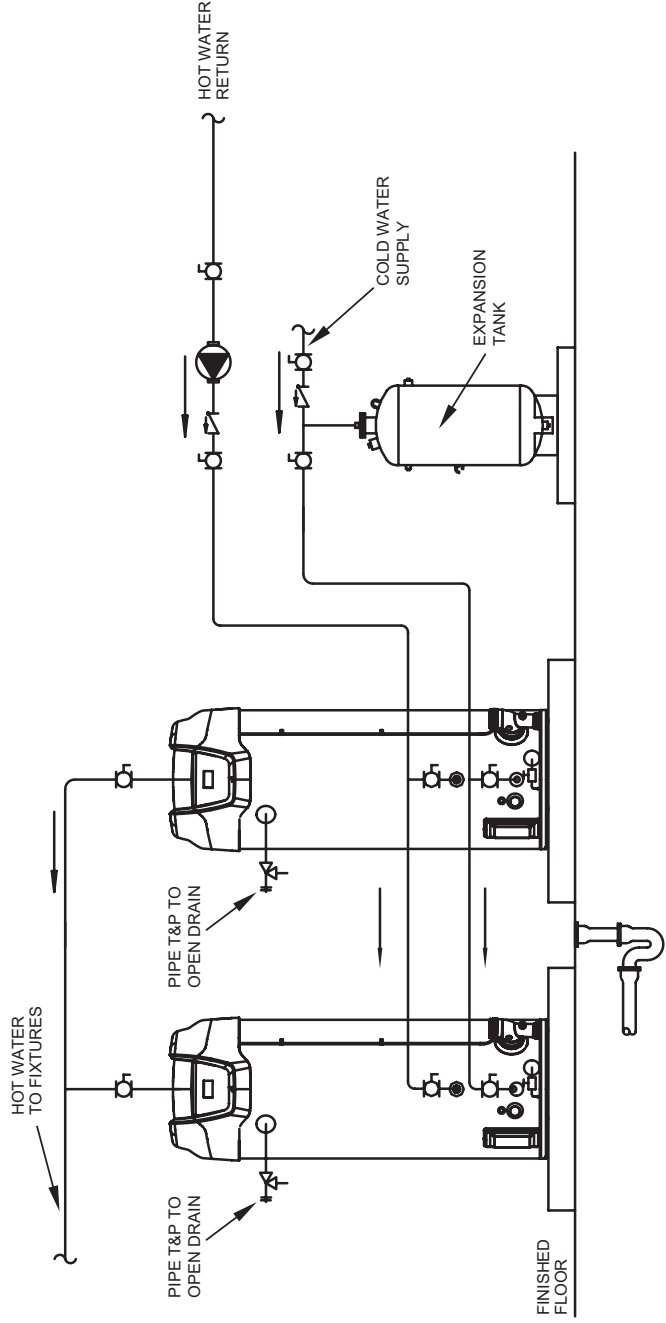 HOT WATER
TO FIXTURES
HOT WATER
RETURN
PIPE T&P TO
OPEN DRAIN
PIPE T&P TO
OPEN DRAIN
COLD WATER
SUPPLY
EXPANSION
TANK
FINISHED
FLOOR